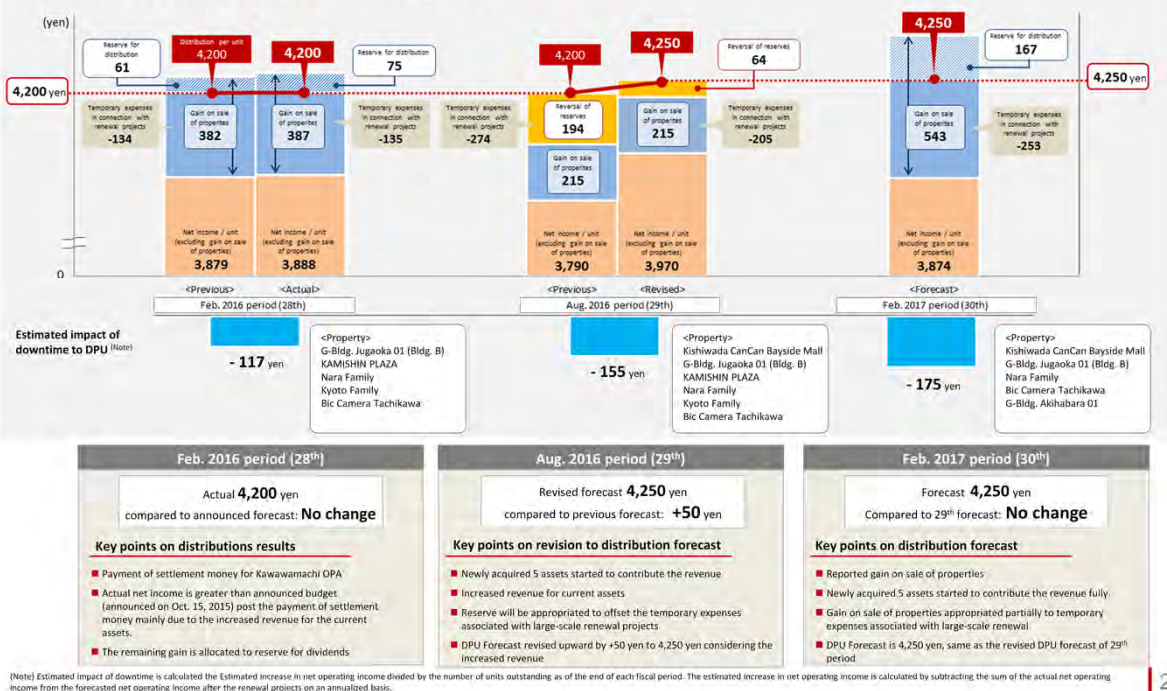 (yen)
Reserve for
distribution
61
Distribution per unit
4,200
4,200
Reserve for distribution
75
4,200
4,250
Reversal of reserves
64
4,250
Reserve for distribution
167
4,200 yen
4,250 yen
Temporary expenses
in connection with
renewal projects
-134
Gain on sale
of properites
382
Gain on sale
of properites
387
Temporary expenses
in connection with
renewal projects
-135
Temporary expenses
in connection with
renewal projects
-274
Reversal of
reserves
194
Gain on sale
of properites
215
Gain on sale
of properites
215
Temporary expenses
in connection with
renewal projects
-205
Gain on sale
of properites
543
Temporary expenses
in connection with
renewal projects
-253
Net income / unit
(excluding gain on sale
of properties)
3,879
Net income / unit
(excluding gain on sale
of properties)
3,888
Net income / unit
(excluding gain on sale
of properties)
3,790
Net income / unit
(excluding gain on sale
of properties)
3,970
Net income / unit
(excluding gain on sale
of properties)
3,874
0
<Previous>
<Actual>
<Previous>
<Revised>
<Forecast>
Feb. 2016 period (28th)
Aug. 2016 period (29th)
Feb. 2017 period (30th)
Estimated impact of
downtime to DPU (Note)
- 117 yen
<Property>
G-Bldg. Jugaoka 01 (Bldg. B)
KAMISHIN PLAZA
Nara Family
Kyoto Family
Bic Camera Tachikawa
- 155 yen
<Property>
Kishiwada CanCan Bayside Mall
G-Bldg. Jugaoka 01 (Bldg. B)
KAMISHIN PLAZA
Nara Family
Kyoto Family
Bic Camera Tachikawa
- 175 yen
<Property>
Kishiwada CanCan Bayside Mall
G-Bldg. Jugaoka 01 (Bldg. B)
Nara Family
Bic Camera Tachikawa
G-Bldg. Akihabara 01
Feb. 2016 period (28th)
Actual 4,200 yen
compared to announced forecast: No change
Key points on distributions results
■ Payment of settlement money for Kawawamachi OPA
■ Actual net income is greater than announced budget
(announced on Oct. 15, 2015) post the payment of settlement
money mainly due to the increased revenue for the current
assets.
■ The remaining gain is allocated to reserve for dividends
Aug. 2016 period (29th)
Revised forecast 4,250 yen
compared to previous forecast: +50 yen
Key points on revision to distribution forecast
■ Newly acquired 5 assets started to contribute the revenue
■ Increased revenue for current assets
■ Reserve will be appropriated to offset the temporary expenses
associated with large-scale renewal projects
■ DPU Forecast revised upward by +50 yen to 4,250 yen considering the
increased revenue
Feb. 2017 period (30th)
Forecast 4,250 yen
Compared to 29th forecast: No change
Key points on distribution forecast
■ Reported gain on sale of properties
■ Newly acquired 5 assets started to contribute the revenue fully.
■ Gain on sale of properties appropriated partially to temporary
expenses associated with large-scale renewal
■ DPU Forecast is 4,250 yen, same as the revised DPU forecast of 29th
period
(Note) Estimated impact of downtime is calculated the Estimated increase in net operating income divided by the number of units outstanding as of the end of each fiscal period. The estimated increase in net operating income is calculated by subtracting the sum of the actual net operating
income from the forecasted net operating income after the renewal projects on an annualized basis.
2